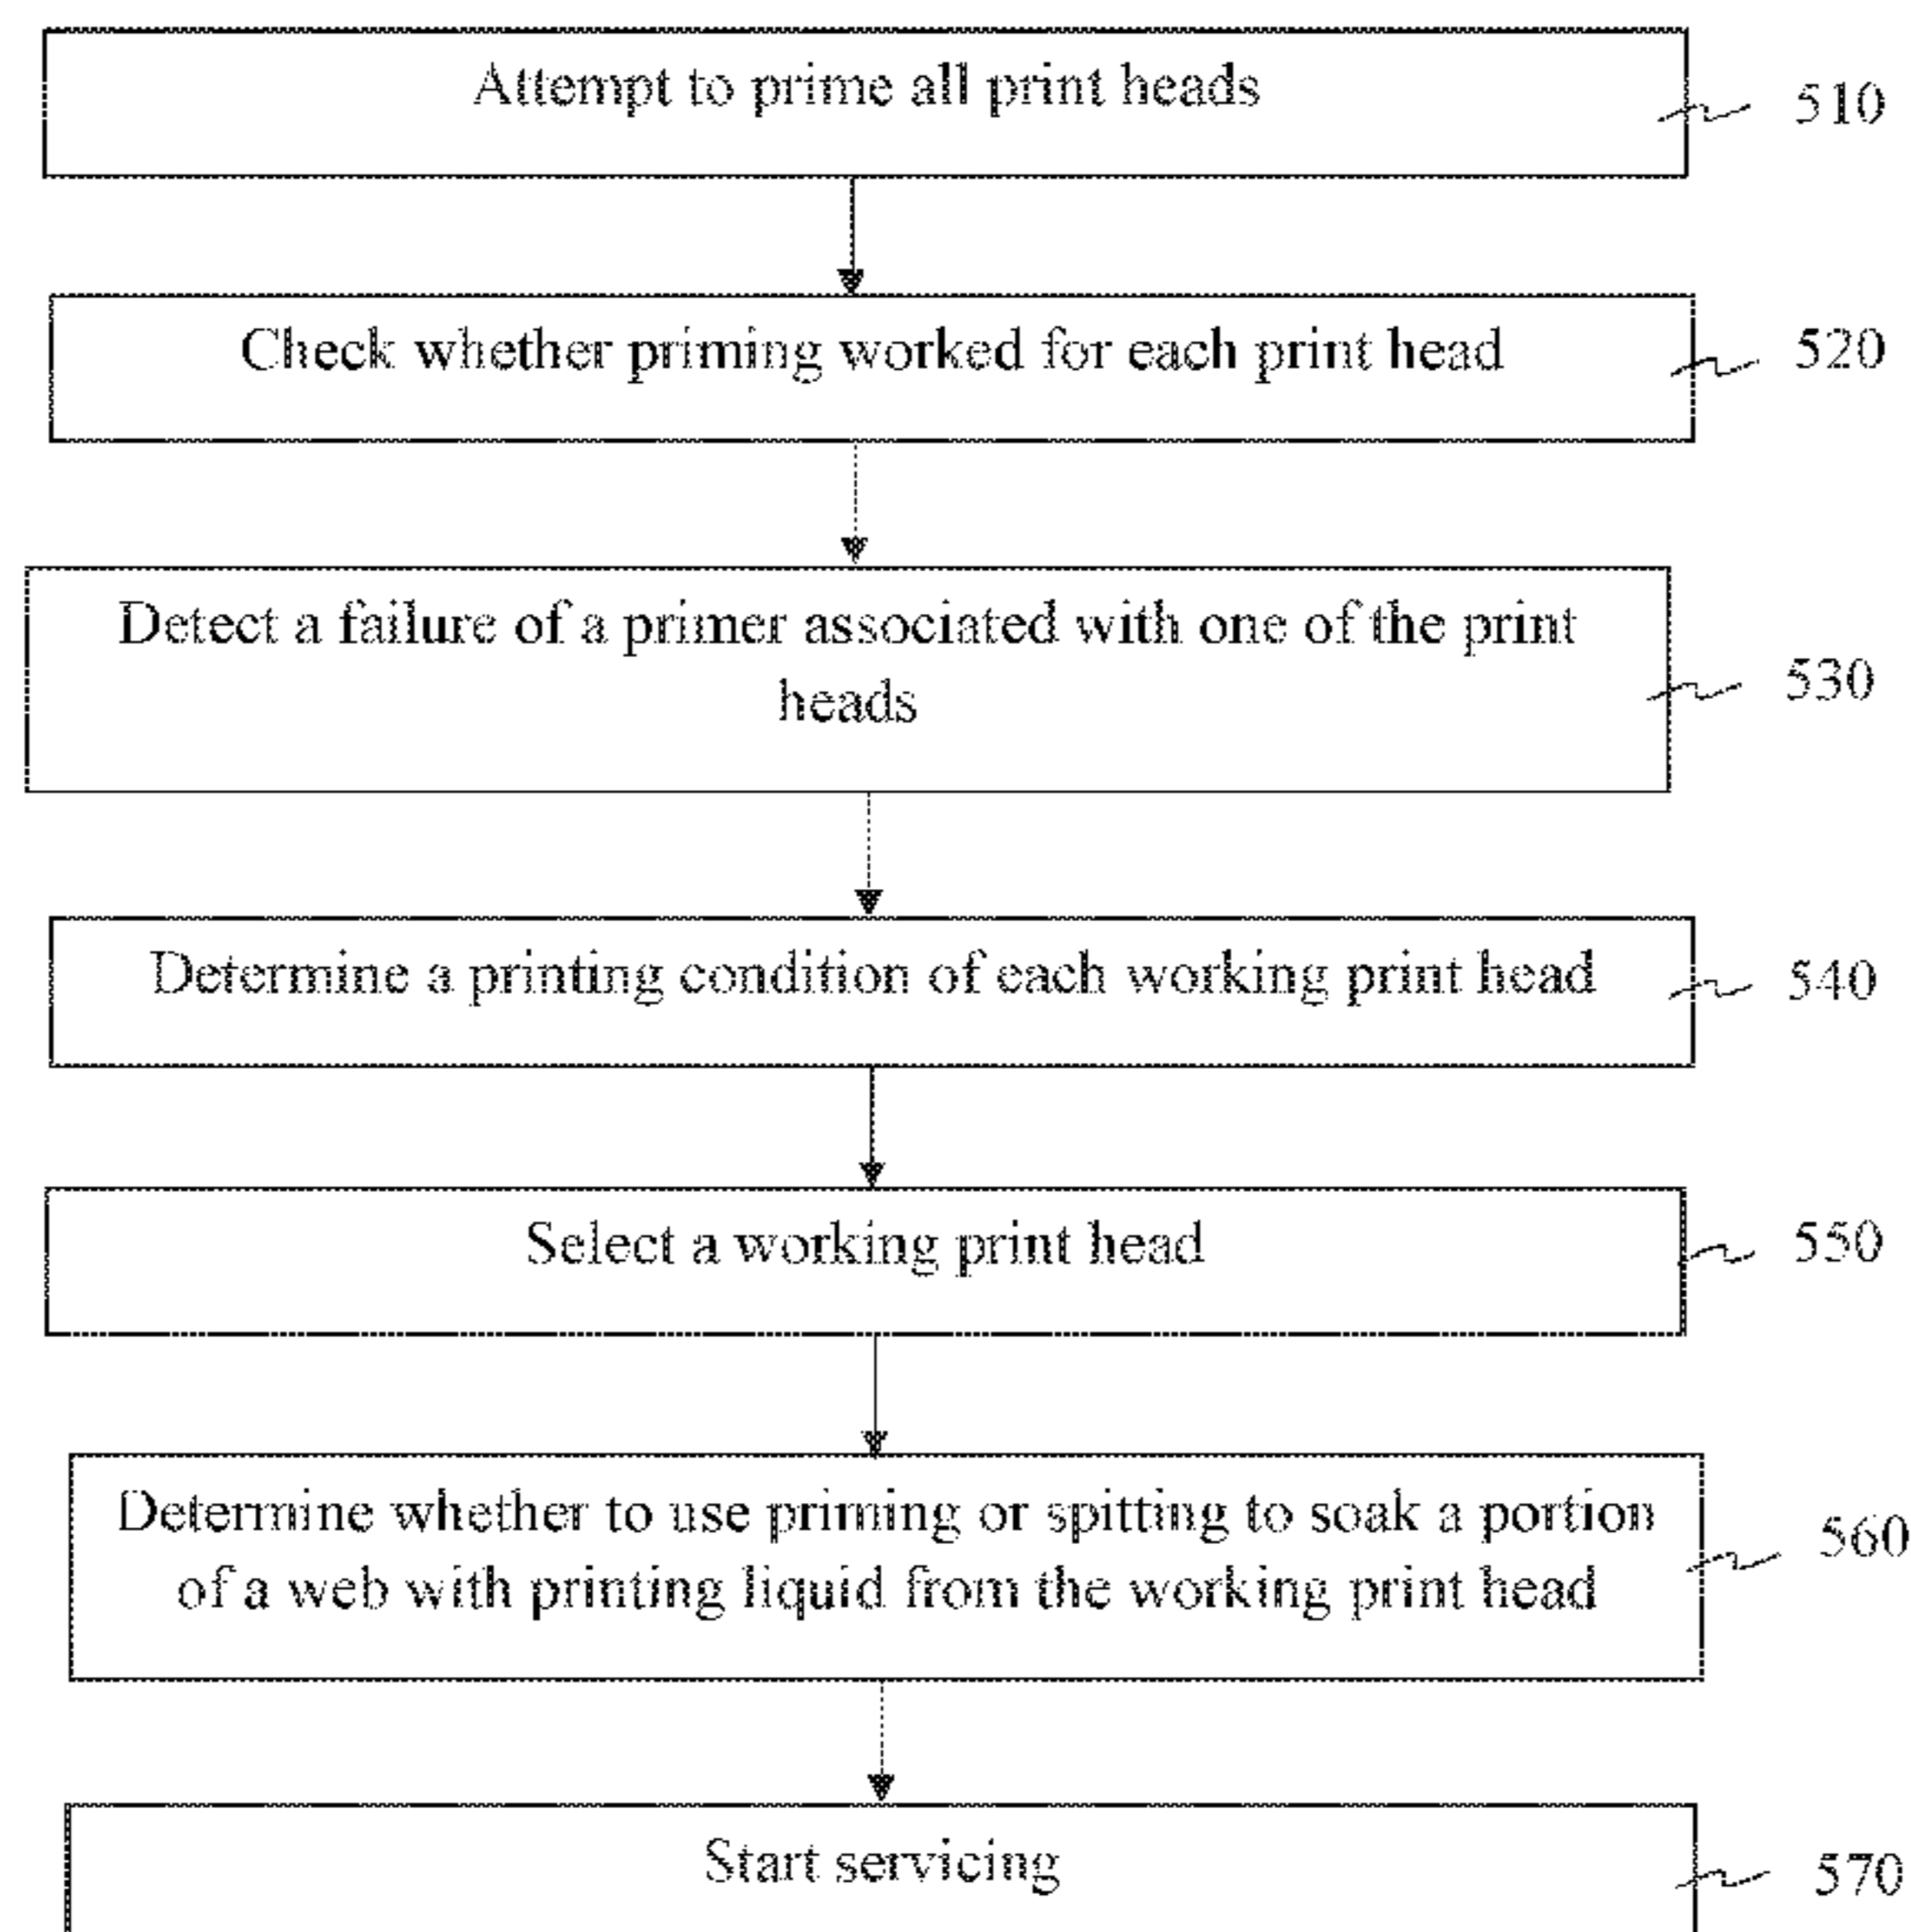 Attempt to prime all print heads
510
Check whether priming worked for each print head
520
Detect a failure of a primer associated with one of the print
heads
530
Determine a printing condition of each working print head
540
Select a working print head
550
Determine whether to use priming or spitting to soak a portion
of a web with printing liquid from the working print head
560
Start servicing
570